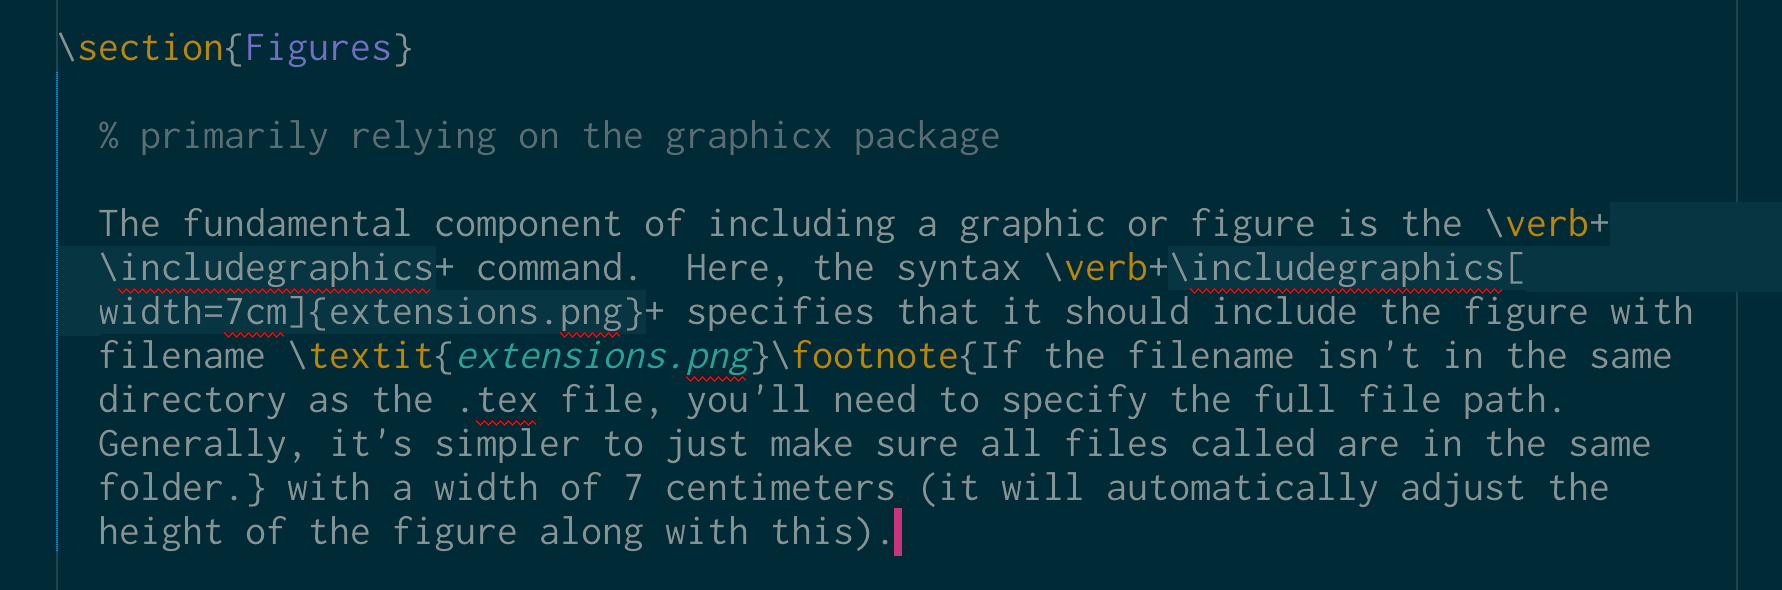 \section{Figures}
% primarily relying on the graphicx package
The fundamental component of including a graphic or figure is the \verb+
\includegraphics+ command.  Here, the syntax \verb+\includegraphics[
width=7cm]{extensions.png}+ specifies that it should include the figure with
filename \textit{extensions.png}\footnote{If the filename isn't in the same
directory as the .tex file, you'll need to specify the full file path.
Generally, it's simpler to just make sure all files called are in the same
folder.} with a width of 7 centimeters (it will automatically adjust the
height of the figure along with this).